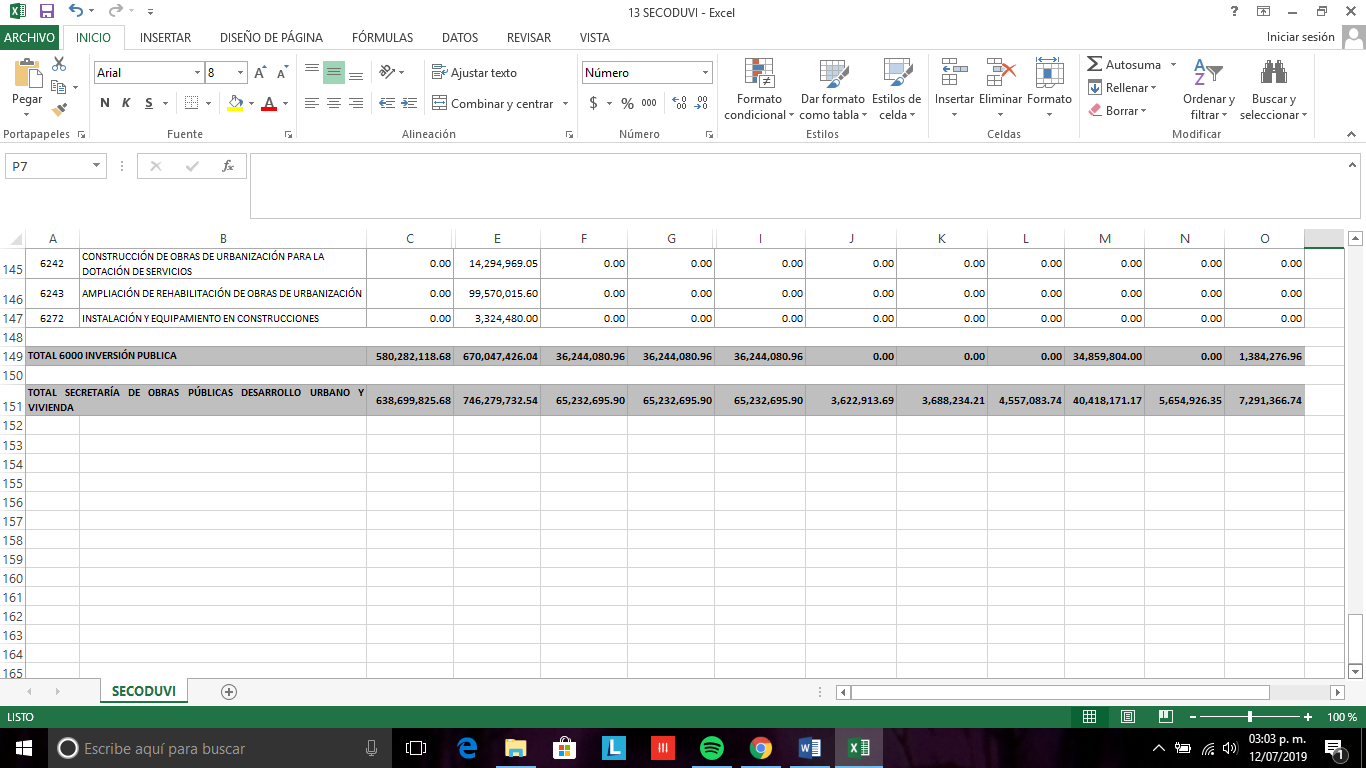 13 SECODUVI - Excel
ARCHIVO INICIO INSERTAR DISEÑO DE PÁGINA FÓRMULAS DATOS REVISAR VISTA Iniciar sesión
Pegar
Portapapeles
Arial 8
N K S
Fuente
Ajustar texto
Combinar y centrar
Alineación
Número
$ % 000
Número
Formato condicional
Dar formato como tabla
Estilos de celda
Estilos
Insertar Eliminar Formato
Celdas
Autosuma
Rellenar
Borrar
Ordenar y filtrar
Buscar y seleccionar
Modificar
P7 fx
A B C E F G I J K L M N O
145 6242 CONSTRUCCIÓN DE OBRAS DE URBANIZACIÓN PARA LA DOTACIÓN DE SERVICIOS 0.00 14,294,969.05 0.00 0.00 0.00 0.00 0.00 0.00 0.00 0.00 0.00
146 6243 AMPLIACIÓN DE REHABILITACIÓN DE OBRAS DE URBANIZACIÓN 0.00 99,570,015.60 0.00 0.00 0.00 0.00 0.00 0.00 0.00 0.00 0.00
147 6272 INSTALACIÓN Y EQUIPAMIENTO EN CONSTRUCCIONES 0.00 3,324,480.00 0.00 0.00 0.00 0.00 0.00 0.00 0.00 0.00 0.00
148
149 TOTAL 6000 INVERSIÓN PUBLICA 580,282,118.68 670,047,426.04 36,244,080.96 36,244,080.96 36,244,080.96 0.00 0.00 0.00 34,859,804.00 0.00 1,384,276.96
150
151 TOTAL SECRETARÍA DE OBRAS PÚBLICAS DESARROLLO URBANO Y VIVIENDA 638,699,825.68 746,279,732.54 65,232,695.90 65,232,695.90 65,232,695.90 3,622,913.69 3,688,234.21 4,557,083.74 40,418,171.17 5,654,926.35 7,291,366.74
152
153
154
155
156
157
158
159
160
161
162
163
164
165
SECODUVI
LISTO 100 %
Escribe aquí para buscar
03:03 p. m.
12/07/2019
1